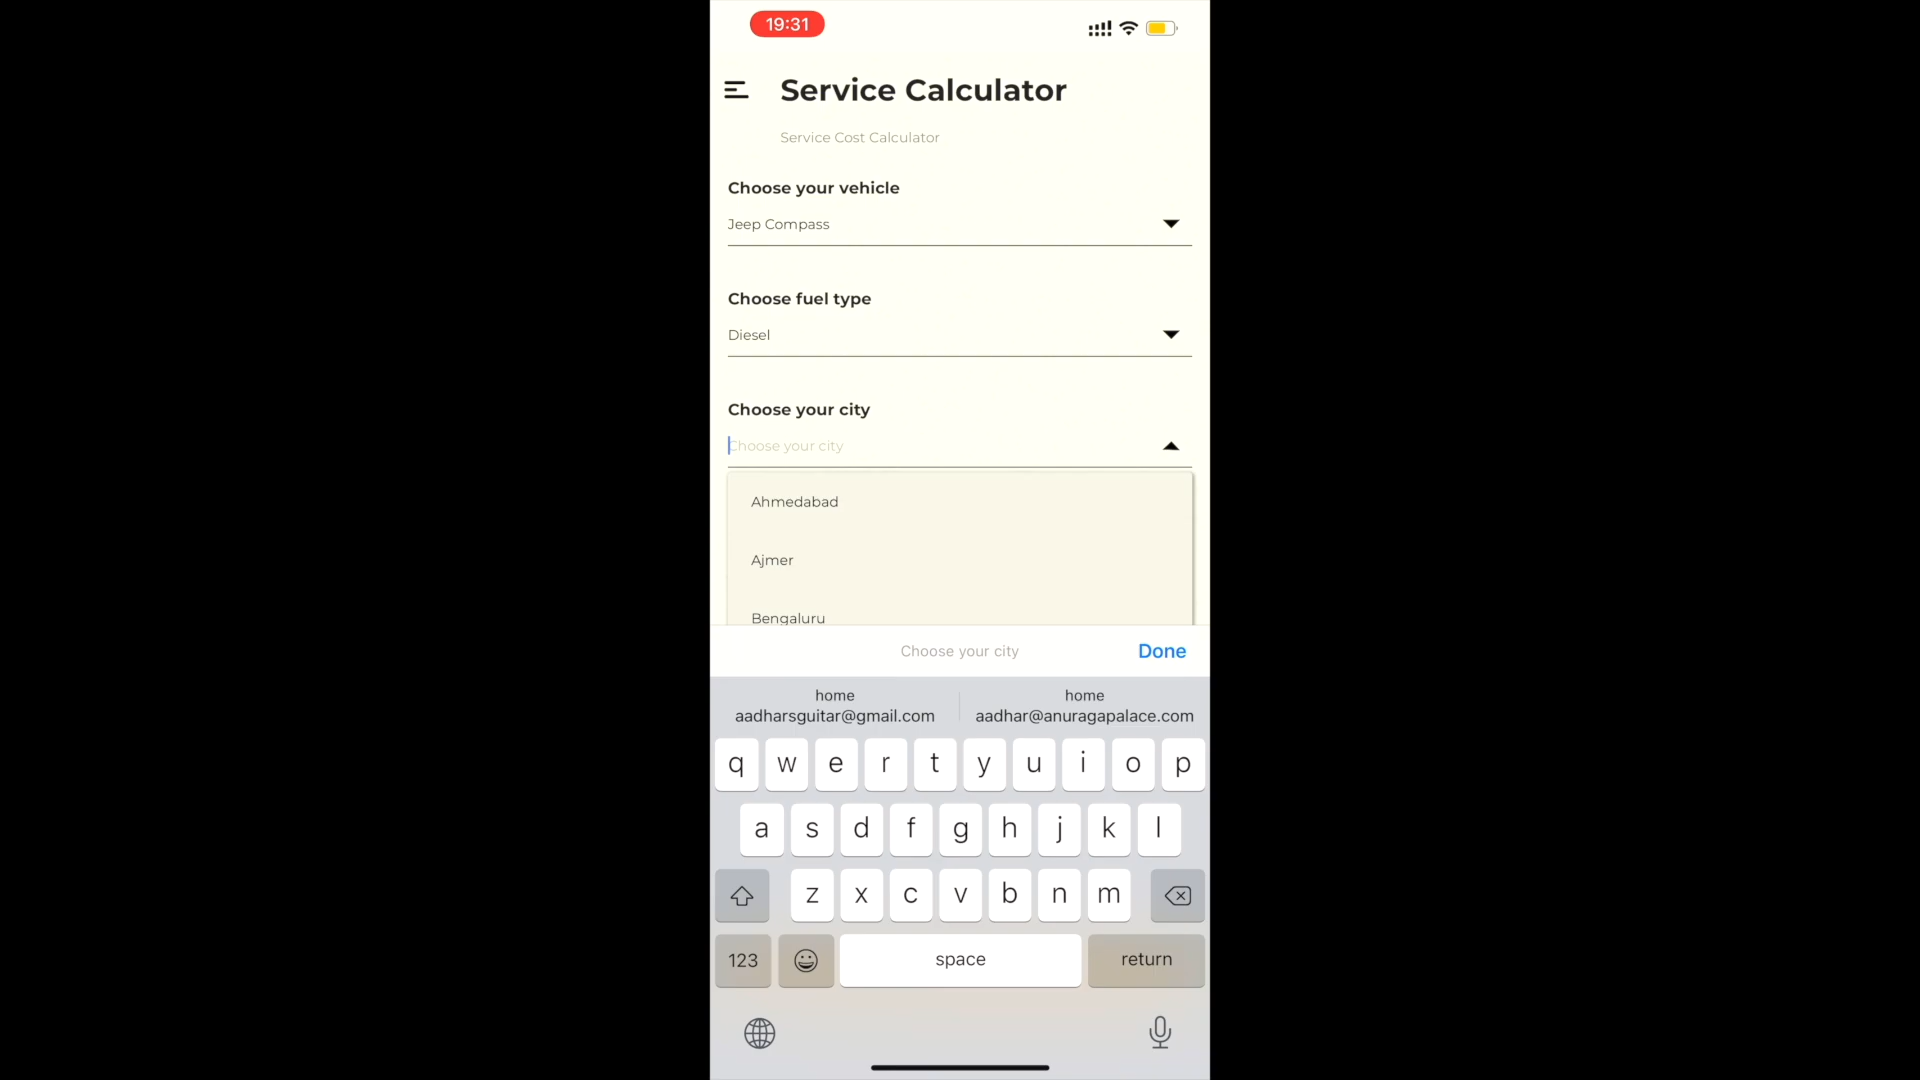 19:31
Service Calculator
Service Cost Calculator
Choose your vehicle
Jeep Compass
Choose fuel type
Diesel
Choose your city
Choose your city
Ahmedabad
Ajmer
Bengaluru
Choose your city
Done
home
aadharsguitar@gmail.com
home
aadhar@anuragapalace.com
q w e r t y u i o p
a s d f g h j k l
z x c v b n m
123 space return